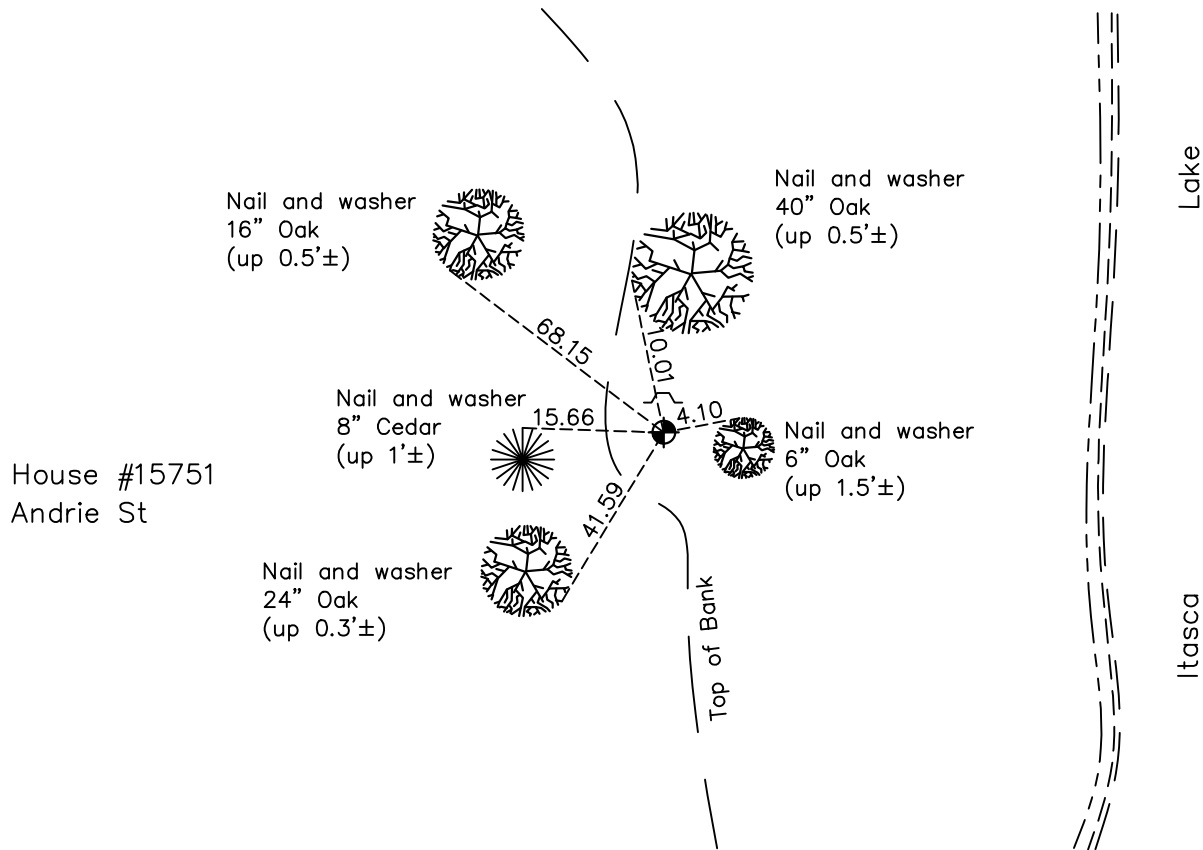 Nail and washer
16” Oak
(up 0.5’±)
Nail and washer
40” Oak
(up 0.5’±)
Lake
68.15
10.01
Nail and washer
8” Cedar
(up 1’±)
15.66
4.10
Nail and washer
6” Oak
(up 1.5’±)
House #15751
Andrie St
41.59
Nail and washer
24” Oak
(up 0.3’±)
Top of Bank
Itasca